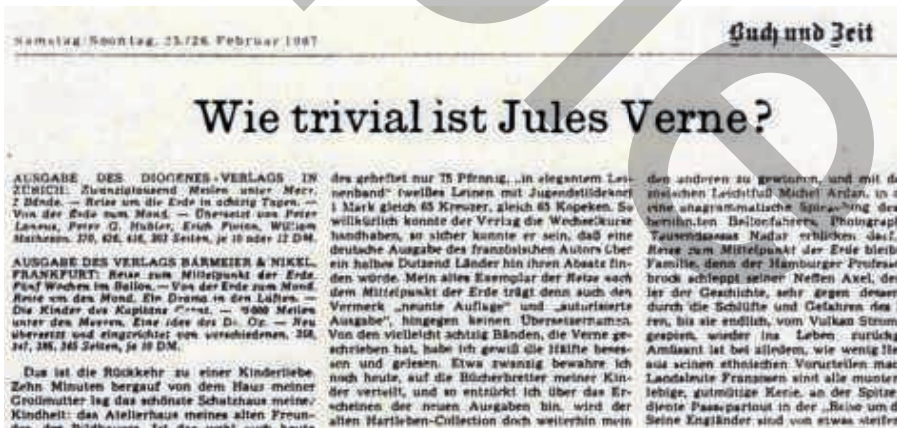 Samstag/Sonntag, 25./26. Februar 1967
Buch und Zeit
Wie trivial ist Jules Verne?
AUSGABE DES DIOGENES-VERLAGS IN
ZÜRICH: Zwanzigtausend Meilen unter Meer.
2 Bände. — Reise um die Erde in achtzig Tagen. —
Von der Erde zum Mond. — Übersetzt von Peter
Laneus, Peter G. Hubler, Erich Fivian, William
Matheson. 370, 426, 416, 302 Seiten, je 10 oder 12 DM.
AUSGABE DES VERLAGS BÄRMEIER & NIKEL,
FRANKFURT: Reise zum Mittelpunkt der Erde.
Fünf Wochen im Ballon. — Von der Erde zum Mond.
Reise um den Mond. Ein Drama in den Lüften. —
Die Kinder des Kapitäns — Meilen
unter den Meeren. Eine Idee des Dr. Ox. — Neu
übersetzt und eingerichtet von verschiedenen.
Seiten, je 10 DM.
Das ist die Rückkehr zu einer Kinderliebe.
Zehn Minuten bergauf von dem Haus meiner
Großmutter lag das schönste Schatzhaus meiner
Kindheit: das Atelierhaus meines alten Freun-
des geheftet nur 75 Pfennig, „in elegantem Lei-
nenband“ (weißes Leinen mit Jugendstildekor)
1 Mark gleich 65 Kreuzer, gleich 65 Kopeken. So
willkürlich konnte der Verlag die Wechselkurse
handhaben, so sicher konnte er sein, daß eine
deutsche Ausgabe des französischen Autors über
ein halbes Dutzend Länder hin ihren Absatz fin-
den würde. Mein altes Exemplar der Reise nach
dem Mittelpunkt der Erde trägt denn auch den
Vermerk „neunte Auflage“ und „autorisierte
Ausgabe“, hingegen keinen Übersetzernamen.
Von den vielleicht achtzig Bänden, die Verne ge-
schrieben hat, habe ich gewiß die Hälfte beses-
sen und gelesen. Etwa zwanzig bewahre ich
noch heute, auf die Bücherbretter meiner Kin-
der verteilt, und so entzückt ich über das Er-
scheinen der neuen Ausgaben bin, wird der
alten Hartleben-Collection doch weiterhin mein
den anderen zu gewinnen, und mit d
Michel Ardan, in
eine anagrammatische des
berühmten Ballonfahrers, Photograph
Nadar erblicken darf.
Reise zum Mittelpunkt der Erde bleib
Familie, denn der Hamburger Profess
brock schleppt seiner Neffen Axel, de
ler der Geschichte, sehr gegen dessen
durch die Schlüfte und Gefahren des
ren, bis sie endlich, vom Vulkan Strom
gespien, wieder ins Leben zurück
Amüsant ist bei alledem, wie wenig
aus seinen ethnischen Vorurteilen mac
Landsleute Franzosen sind alle munter
lebige, gutmütige Kerle, an der Spitze
diente Passepartout in der „Reise um d
Seine Engländer sind von etwas steifer